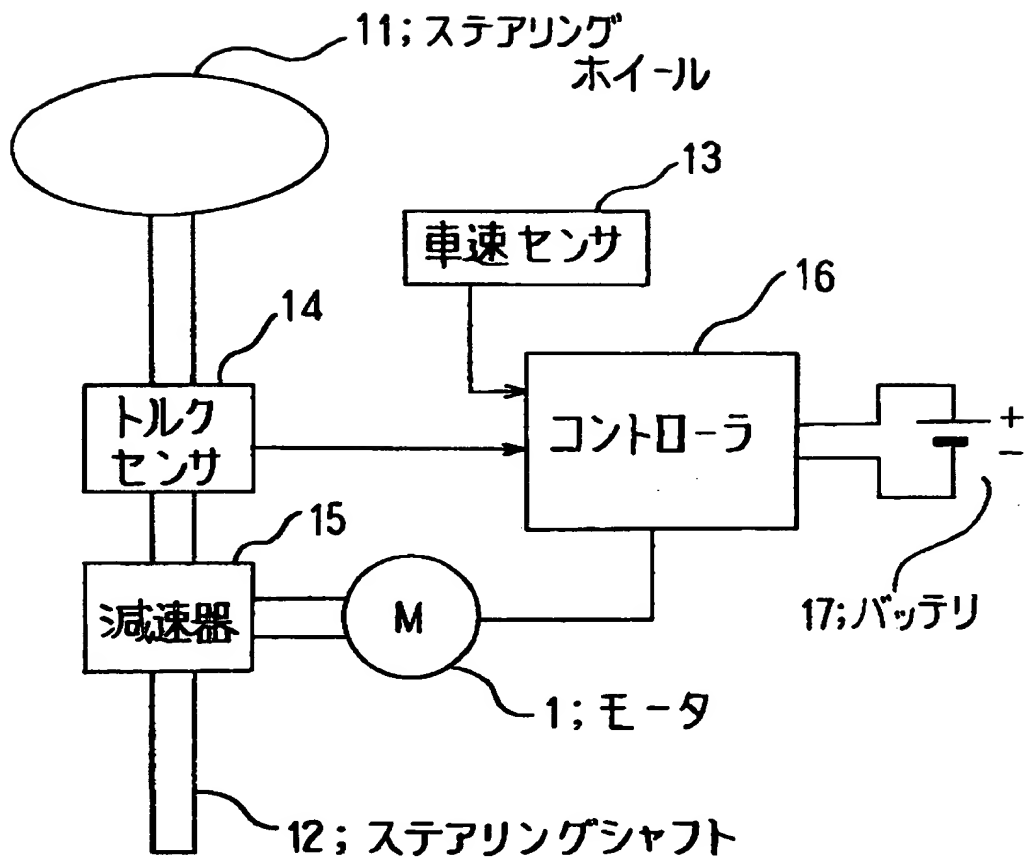 11;ステアリング
ホイール
13
車速センサ
16
14
トルク
センサ
コントローラ
+
-
15
減速器
M
17;バッテリ
1;モータ
12;ステアリングシャフト